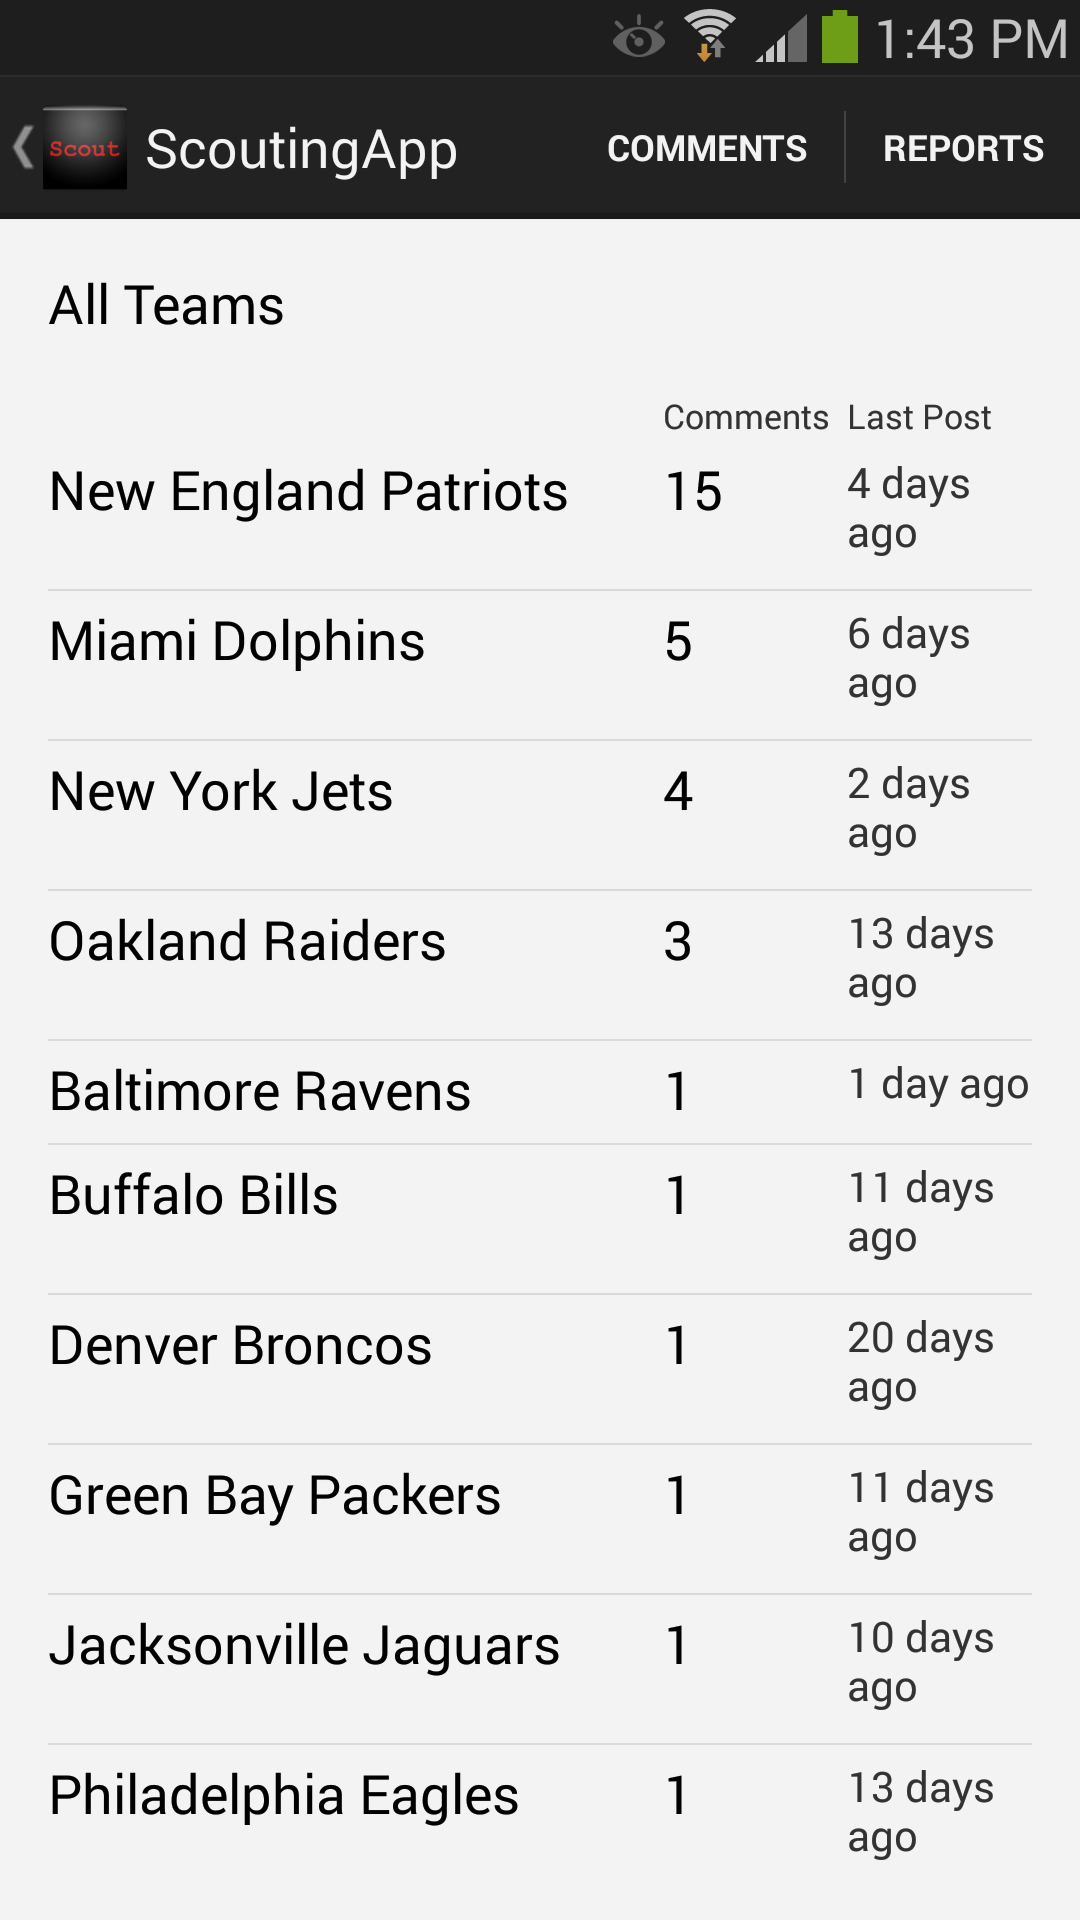 1:43 PM
Scout ScoutingApp COMMENTS REPORTS
All Teams
Comments Last Post
New England Patriots 15 4 days
ago
Miami Dolphins 5 6 days
ago
New York Jets 4 2 days
ago
Oakland Raiders 3 13 days
ago
Baltimore Ravens 1 1 day ago
Buffalo Bills 1 11 days
ago
Denver Broncos 1 20 days
ago
Green Bay Packers 1 11 days
ago
Jacksonville Jaguars 1 10 days
ago
Philadelphia Eagles 1 13 days
ago